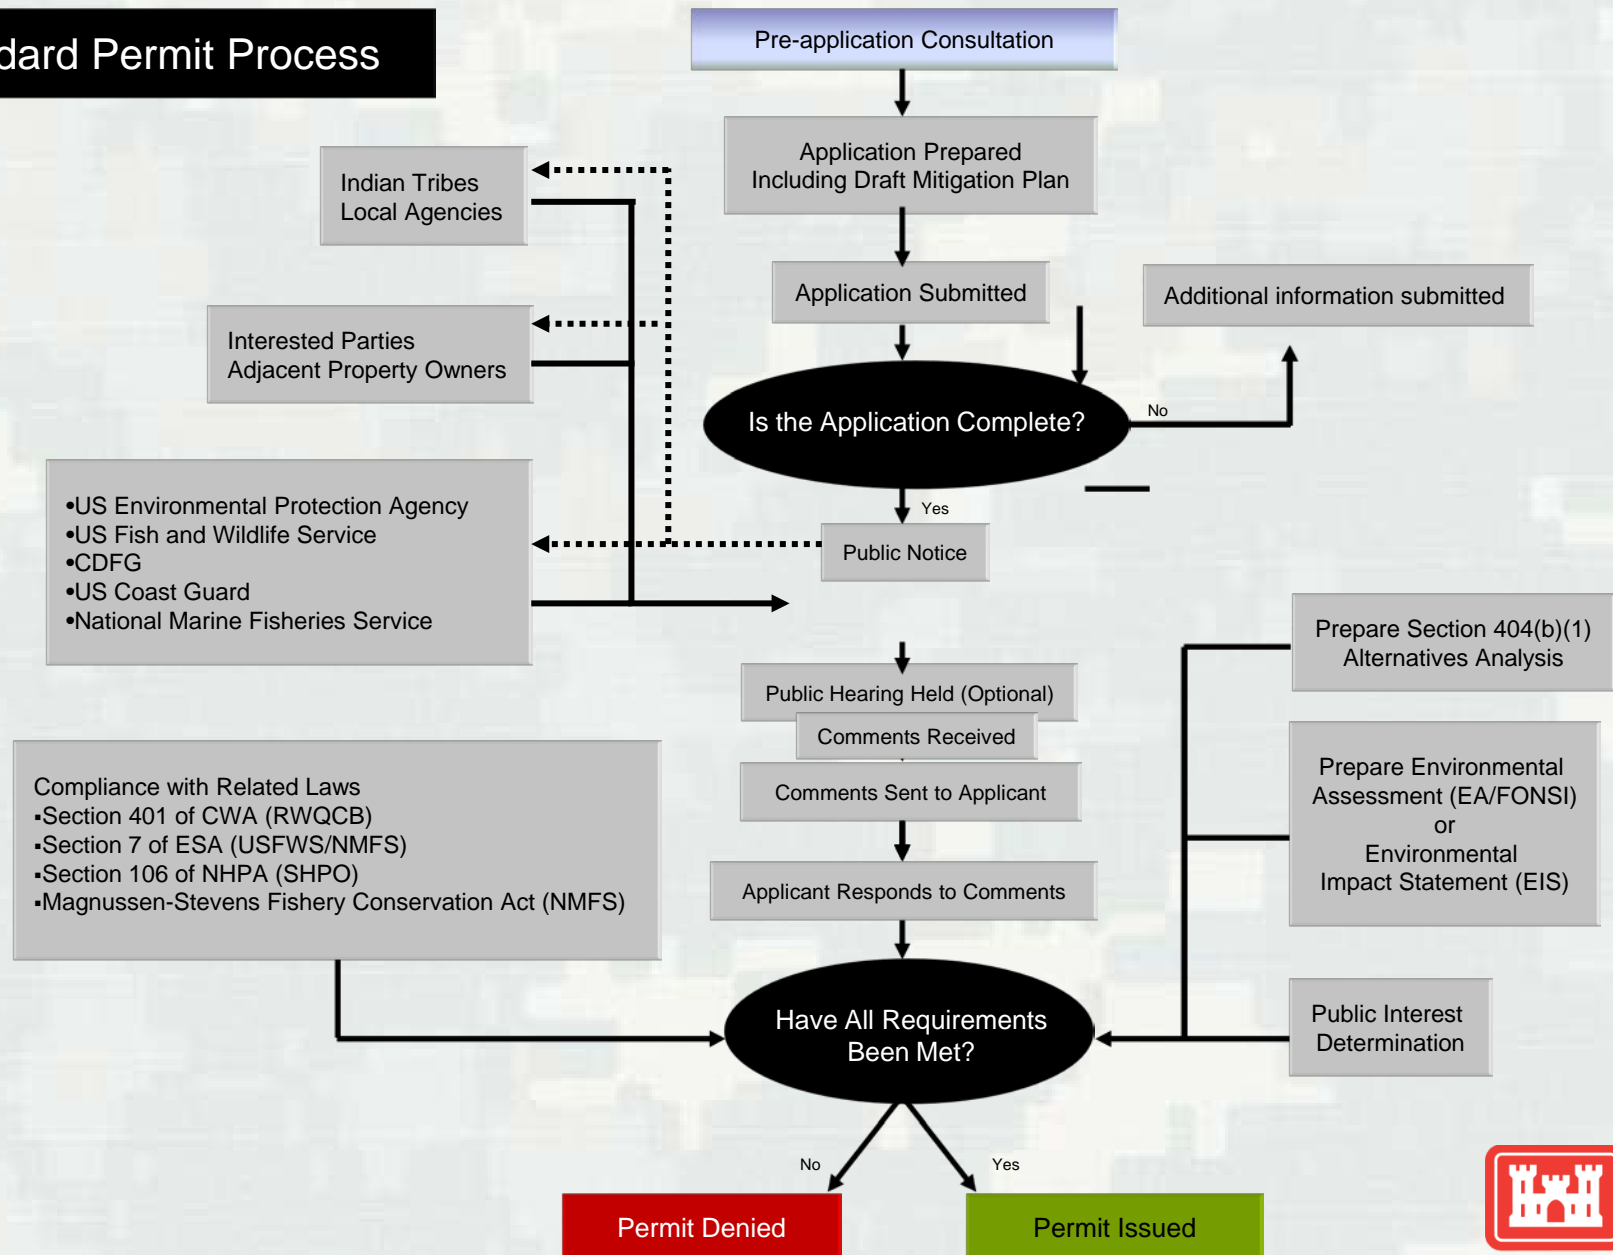 dard Permit Process
Pre-application Consultation
Application Prepared
Including Draft Mitigation Plan
Indian Tribes
Local Agencies
Application Submitted
Additional information submitted
Interested Parties
Adjacent Property Owners
Is the Application Complete?
No
Yes
•US Environmental Protection Agency
•US Fish and Wildlife Service
•CDFG
•US Coast Guard
•National Marine Fisheries Service
Public Notice
Prepare Section 404(b)(1)
Alternatives Analysis
Public Hearing Held (Optional)
Comments Received
Comments Sent to Applicant
Applicant Responds to Comments
Prepare Environmental
Assessment (EA/FONSI)
or
Environmental
Impact Statement (EIS)
Compliance with Related Laws
▪Section 401 of CWA (RWQCB)
▪Section 7 of ESA (USFWS/NMFS)
▪Section 106 of NHPA (SHPO)
▪Magnussen-Stevens Fishery Conservation Act (NMFS)
Have All Requirements
Been Met?
Public Interest
Determination
No
Yes
Permit Denied
Permit Issued